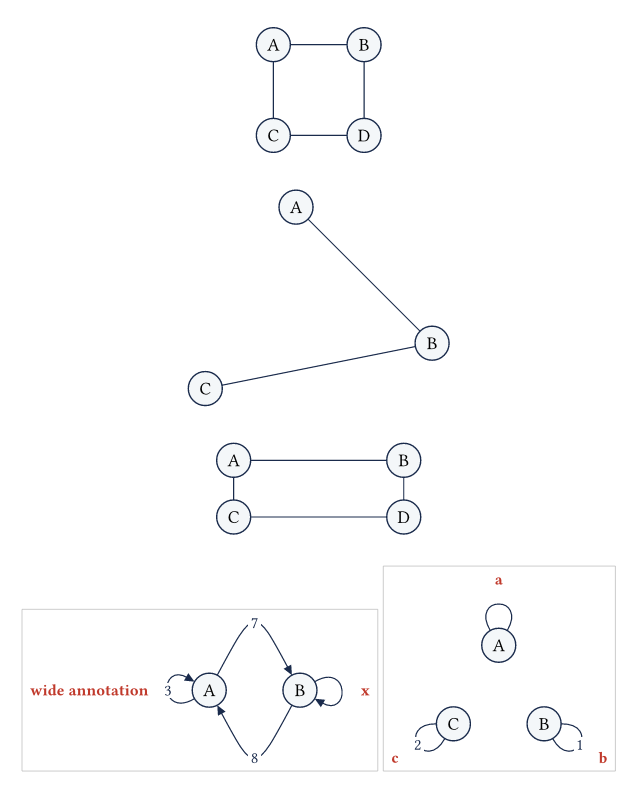 A B
C D
A
B
C
A B
C D
7
wide annotation 3 A B x
8
a
A
C B
2 1
c b